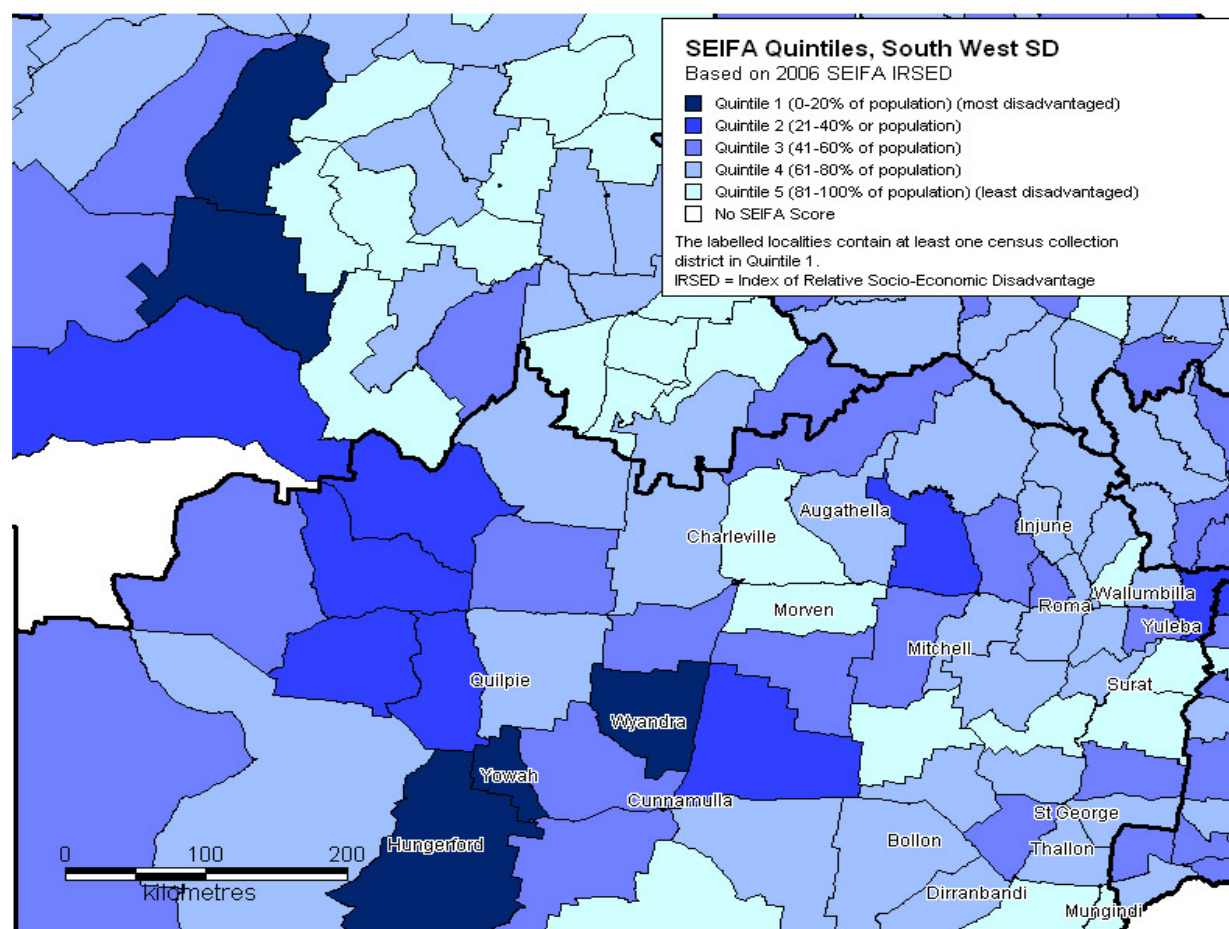 SEIFA Quintiles, South West SD
Based on 2006 SEIFA IRSED
Quintile 1 (0-20% of population) (most disadvantaged)
Quintile 2 (21-40% or population)
Quintile 3 (41-60% of population)
Quintile 4 (61-80% of population)
Quintile 5 (81-100% of population) (least disadvantaged)
No SEIFA Score
The labelled localities contain at least one census collection
district in Quintile 1.
IRSED = Index of Relative Socio-Economic Disadvantage
Augathella
Injune
Charleville
Wallumbilla
Morven
Roma
Yuleba
Mitchell
Quilpie
Surat
Wyandra
Yowah
Cunnamulla
St George
Hungerford
Bollon
Thallon
Dirranbandi
Mungindi
0 100 200
kilometres